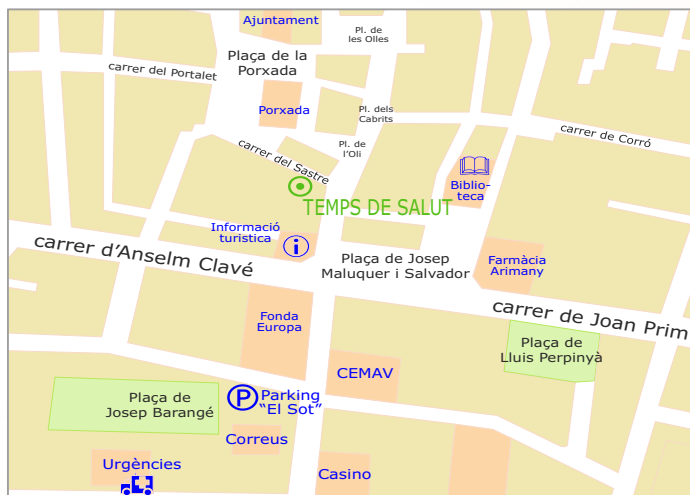 Ajuntament
Pl. de
les Olles
Plaça de la
Porxada
carrer del Portalet
Porxada
Pl. dels
Cabrits
carrer de Corró
Pl. de
l'Oli
carrer del Sastre
Biblio-
teca
TEMPS DE SALUT
Informació
turistica
i
carrer d'Anselm Clavé
Plaça de Josep
Maluquer i Salvador
Farmàcia
Arimany
carrer de Joan Prim
Fonda
Europa
Plaça de
Lluis Perpinyà
CEMAV
Plaça de
Josep Barangé
P
Parking
"El Sot"
Correus
Urgències
Casino